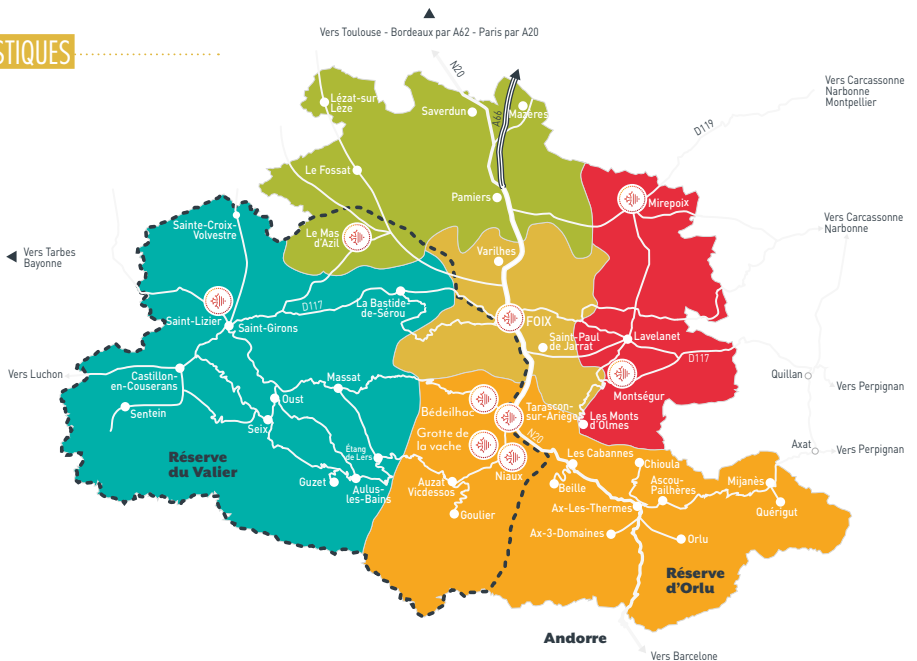 STIQUES
Vers Toulouse - Bordeaux par A62 - Paris par A20
N20
A66
Lézat-sur
Lèze
Saverdun
Mazères
Vers Carcassonne
Narbonne
Montpellier
D119
Le Fossat
Pamiers
Mirepoix
Sainte-Croix-
Volvestre
Le Mas
d'Azil
Vers Carcassonne
Narbonne
Vers Tarbes
Bayonne
Varilhes
D117
La Bastide-
de-Sérou
Saint-Lizier
Saint-Girons
FOIX
Saint-Paul
de Jarrat
Lavelanet
D117
Vers Luchon
Castillon-
en-Couserans
Massat
Montségur
Quillan
Vers Perpignan
Sentein
Oust
Bédeilhac
Tarascon-
sur-Ariège
Les Monts
d'Olmes
Seix
N20
Grotte de
la vache
Axat
Vers Perpignan
Réserve
du Valier
Étang
de Lers
Niaux
Les Cabannes
Chioula
Guzet
Aulus-
les-Bains
Auzat
Vicdessos
Beille
Ascou-
Pailhères
Mijanès
Goulier
Ax-Les-Thermes
Quérigut
Ax-3-Domaines
Orlu
Réserve
d'Orlu
Andorre
Vers Barcelone